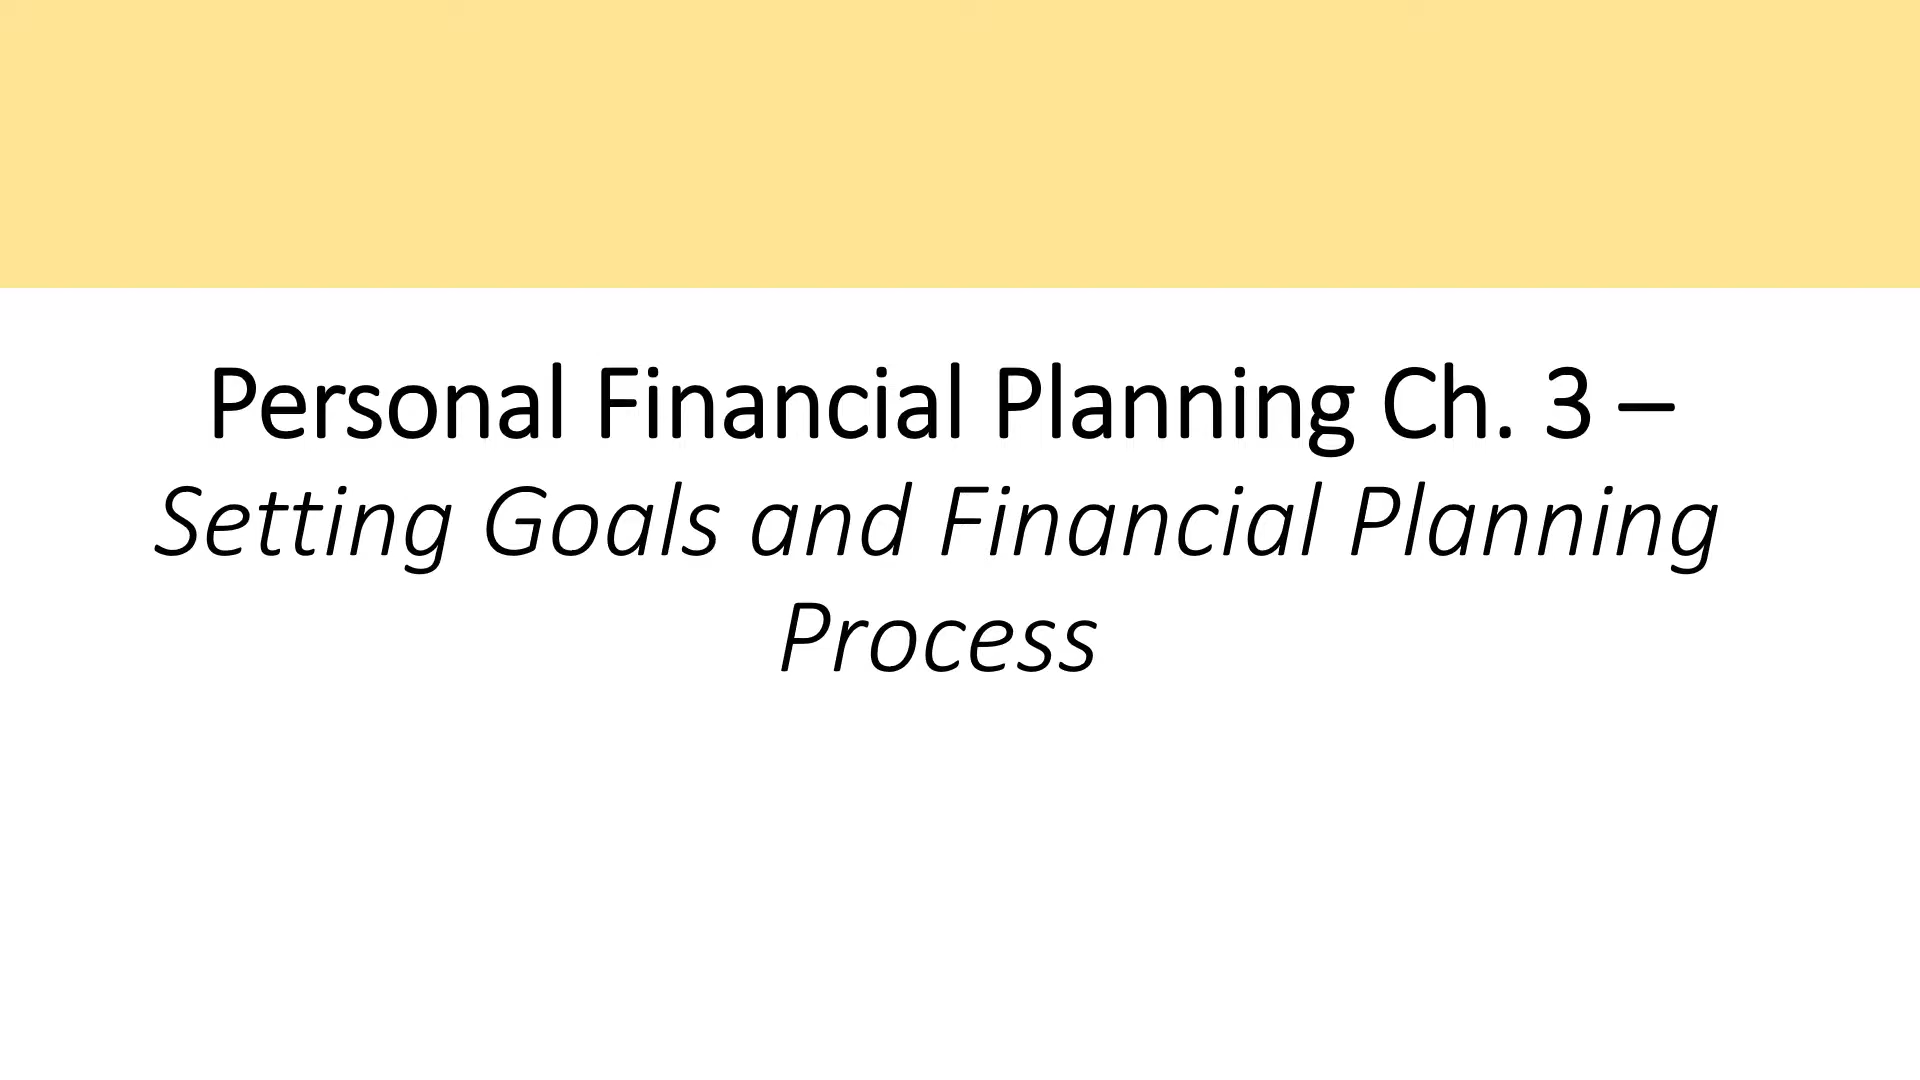 Personal Financial Planning Ch. 3 –
Setting Goals and Financial Planning
Process